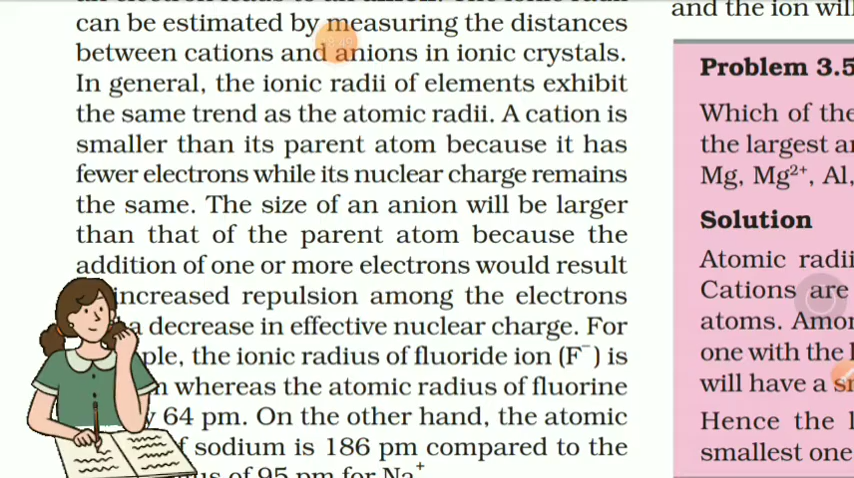 can be estimated by measuring the distances
between cations and anions in ionic crystals.
In general, the ionic radii of elements exhibit
the same trend as the atomic radii. A cation is
smaller than its parent atom because it has
fewer electrons while its nuclear charge remains
the same. The size of an anion will be larger
than that of the parent atom because the
addition of one or more electrons would result
increased repulsion among the electrons
a decrease in effective nuclear charge. For
ple, the ionic radius of fluoride ion (F⁻) is
whereas the atomic radius of fluorine
64 pm. On the other hand, the atomic
sodium is 186 pm compared to the
of 95 pm for Na⁺
and the ion will
Problem 3.5
Which of the
the largest
Mg, Mg²⁺, Al,
Solution
Atomic radii
Cations are
atoms.
one with the
will have a
Hence the
smallest one